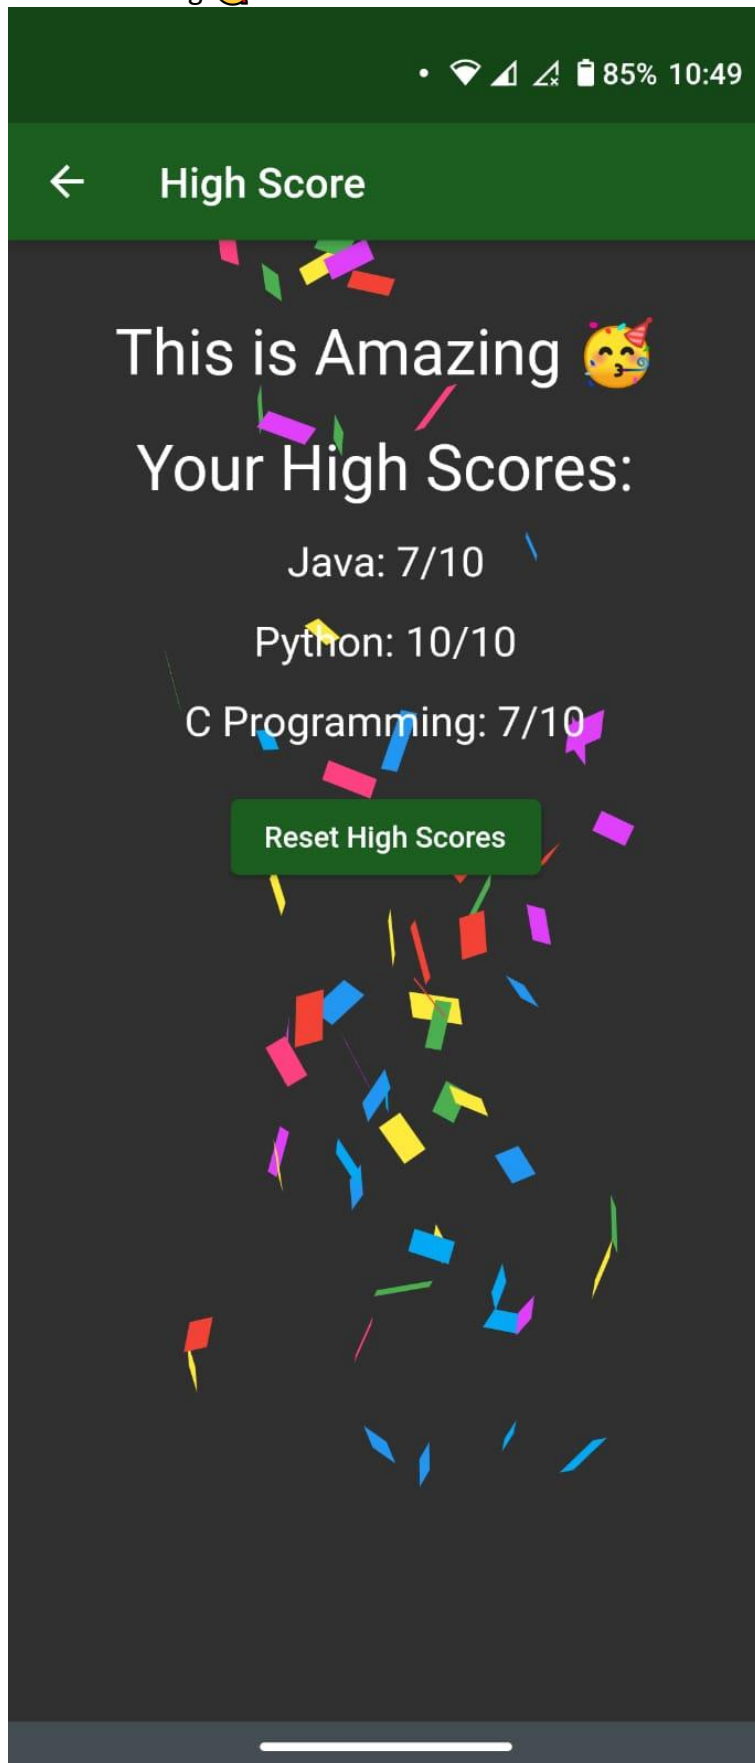 85% 10:49
High Score
This is Amazing 🥳
Your High Scores:
Java: 7/10
Python: 10/10
C Programming: 7/10
Reset High Scores